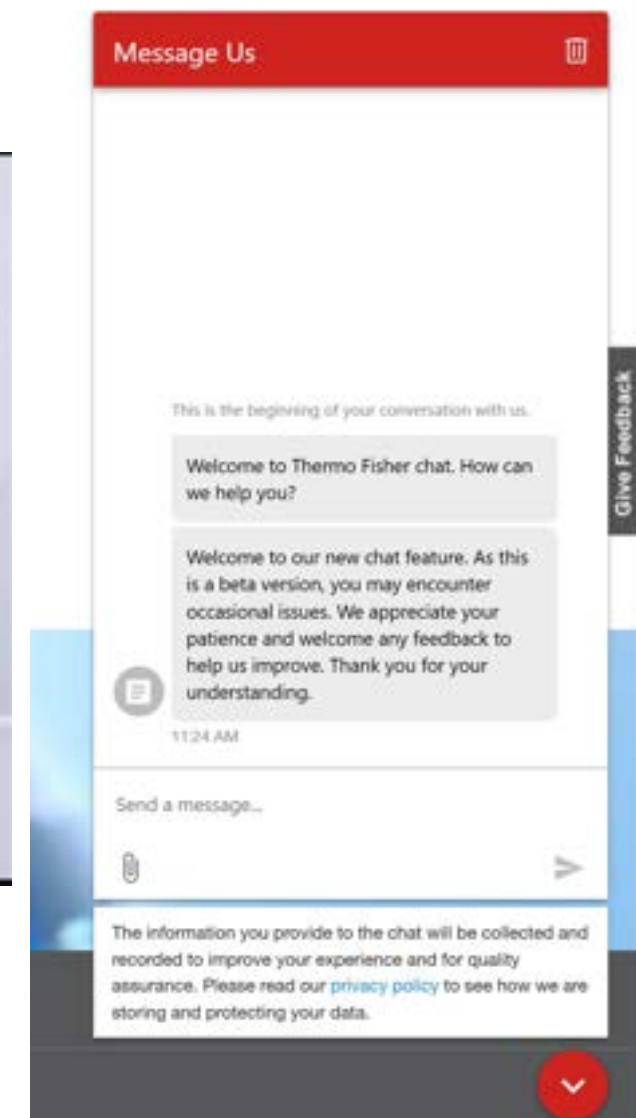 Message Us
This is the beginning of your conversation with us.
Welcome to Thermo Fisher chat. How can
we help you?
Welcome to our new chat feature. As this
is a beta version, you may encounter
occasional issues. We appreciate your
patience and welcome any feedback to
help us improve. Thank you for your
understanding.
11:24 AM
Send a message...
The information you provide to the chat will be collected and
recorded to improve your experience and for quality
assurance. Please read our privacy policy to see how we are
storing and protecting your data.
Give Feedback